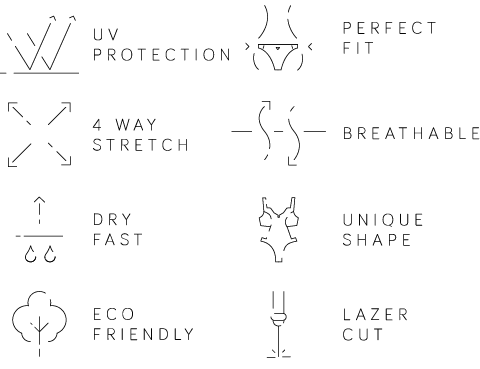 UV
PROTECTION
PERFECT
FIT
4 WAY
STRETCH
BREATHABLE
DRY
FAST
UNIQUE
SHAPE
ECO
FRIENDLY
LAZER
CUT